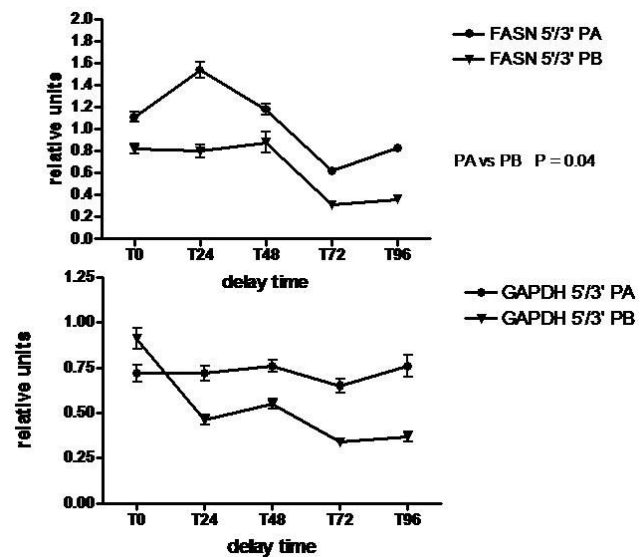 2.0
1.8
1.6
1.4
1.2
1.0
0.8
0.6
0.4
0.2
0.0
relative units
T0 T24 T48 T72 T96
delay time
FASN 5'/3' PA
FASN 5'/3' PB
PA vs PB P = 0.04
1.25
1.00
0.75
0.50
0.25
0.00
relative units
T0 T24 T48 T72 T96
delay time
GAPDH 5'/3' PA
GAPDH 5'/3' PB